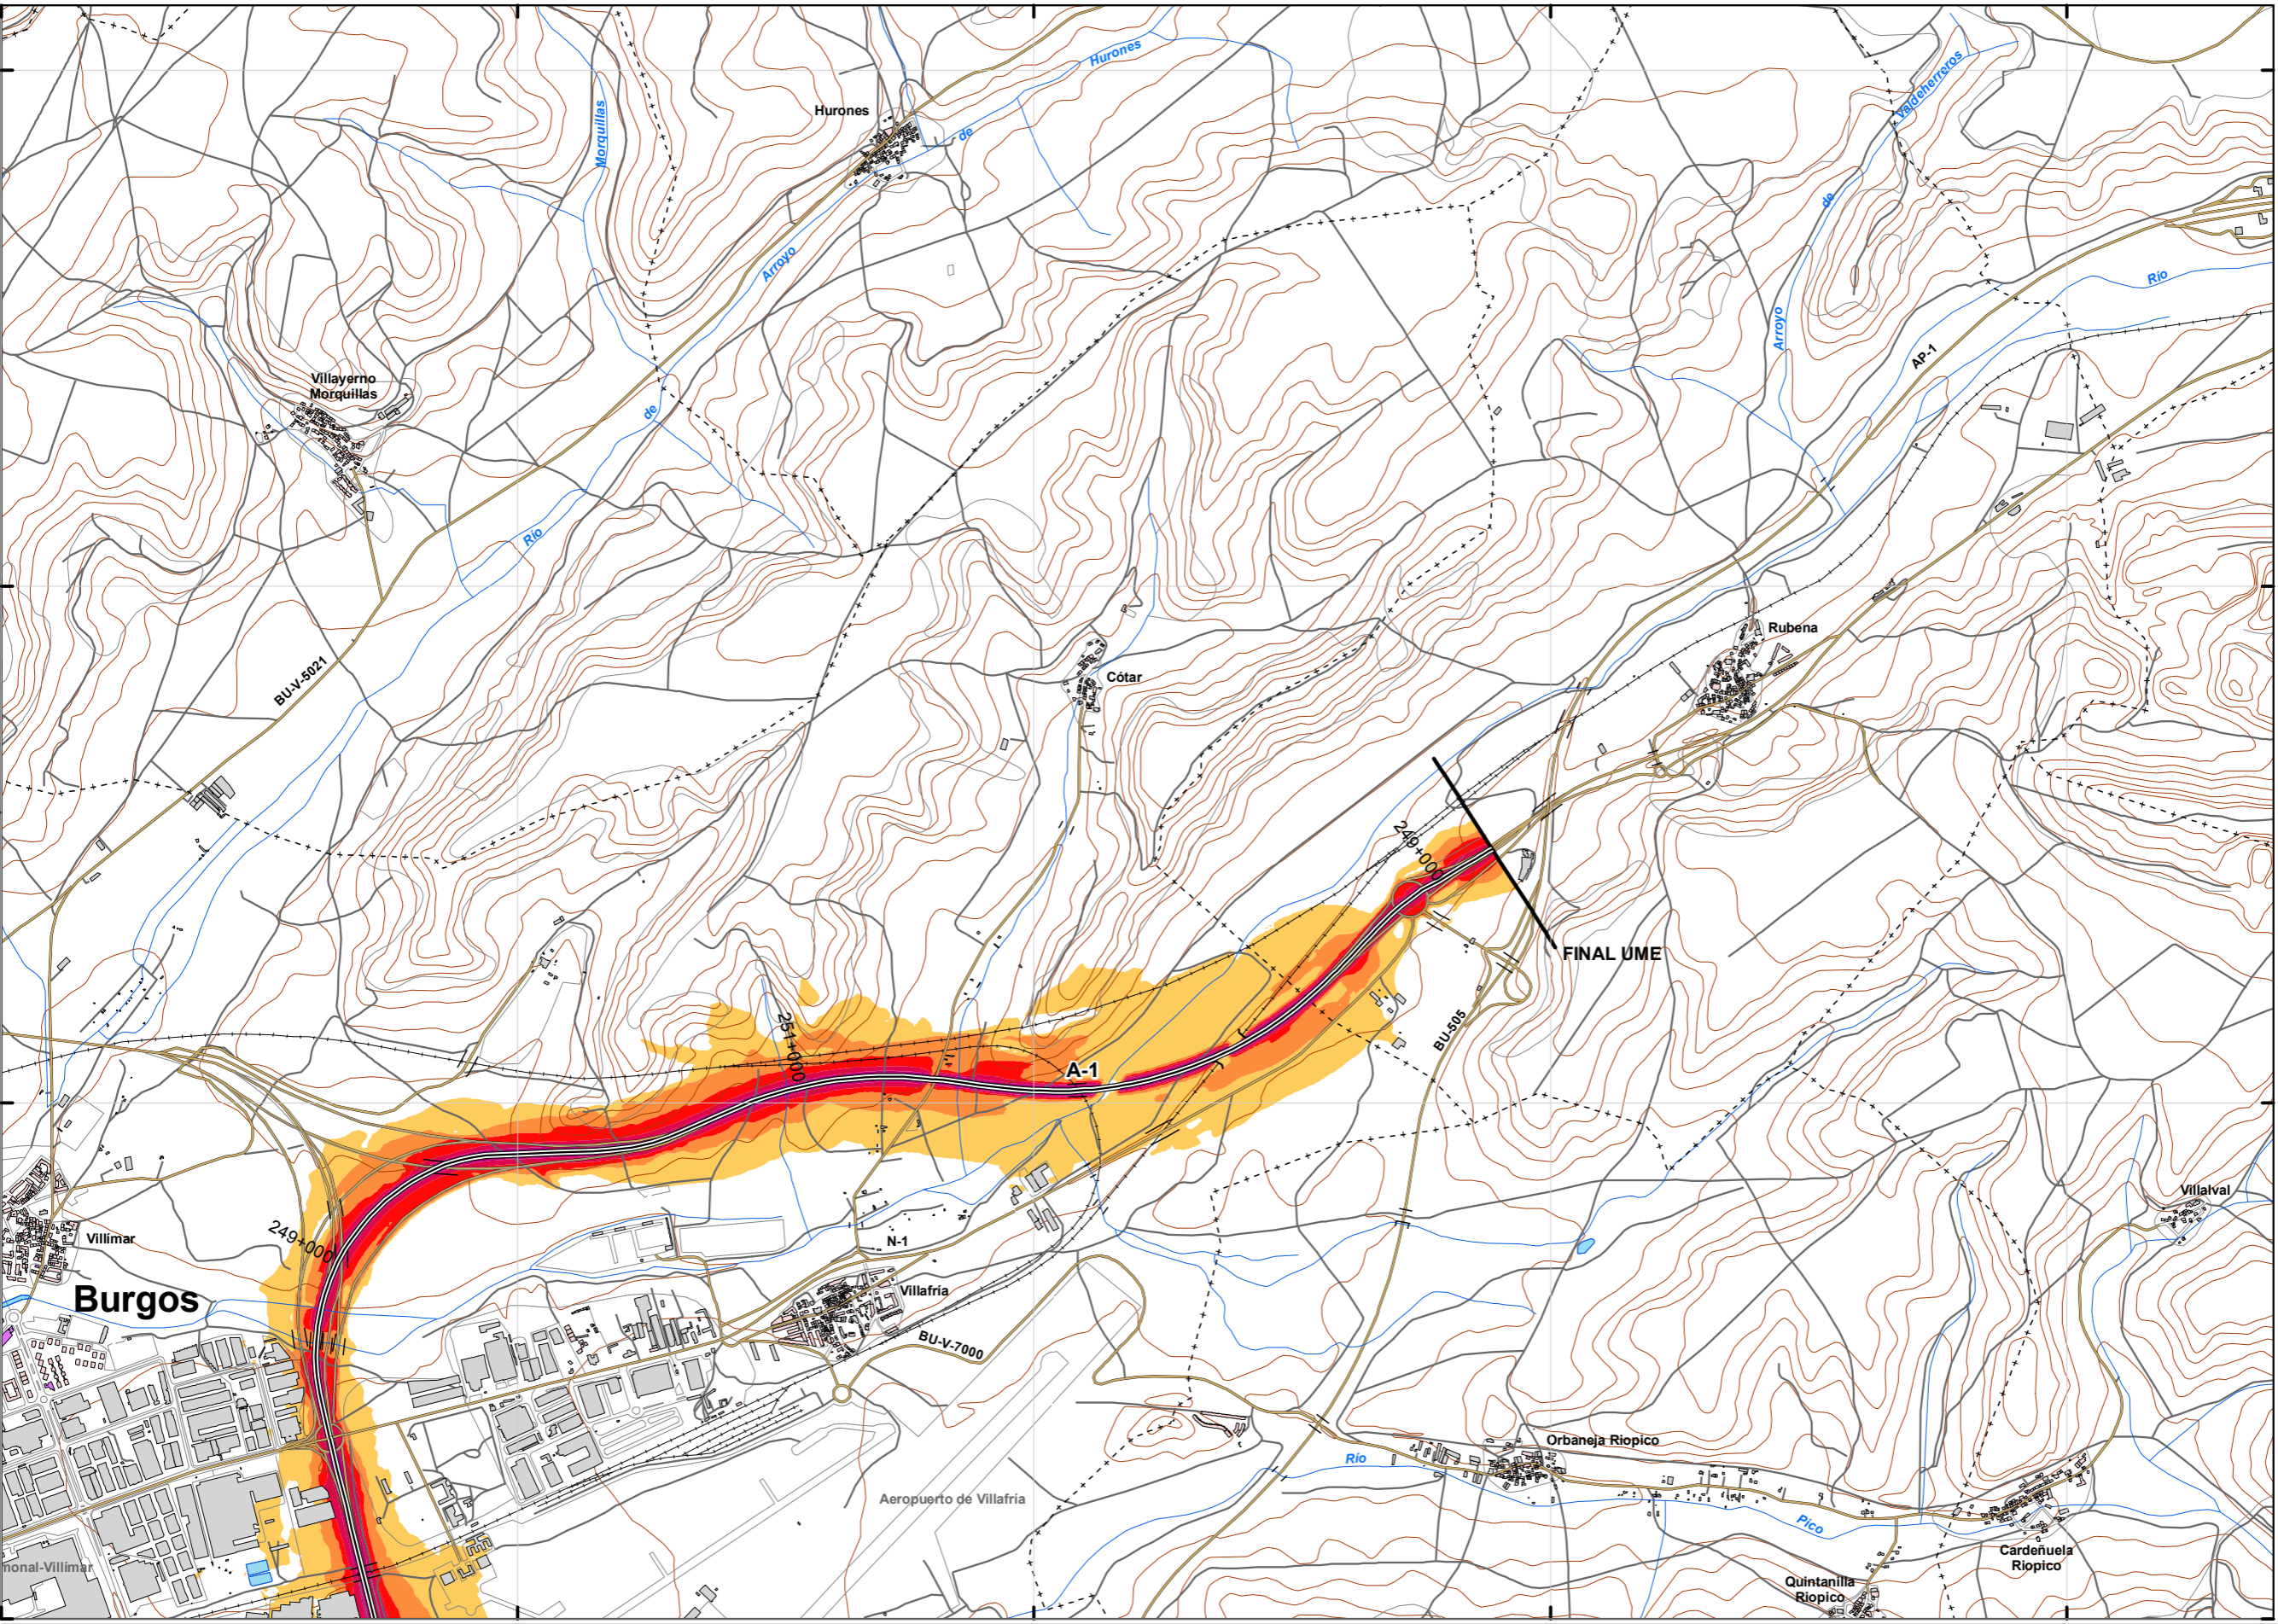 Hurones
Morquillas
Hurones
de
Valdeherreros
de
Arroyo
Río
Arroyo
AP-1
Villayerno
Morquillas
de
Río
BU-V-5021
Rubena
Cótar
249+000
FINAL UME
251+000
A-1
BU-505
Villalval
Villímar
249+000
N-1
Burgos
Villafría
BU-V-7000
Orbaneja Riopico
Río
Aeropuerto de Villafría
Pico
Cardeñuela
Riopico
monal-Villímar
Quintanilla
Riopico